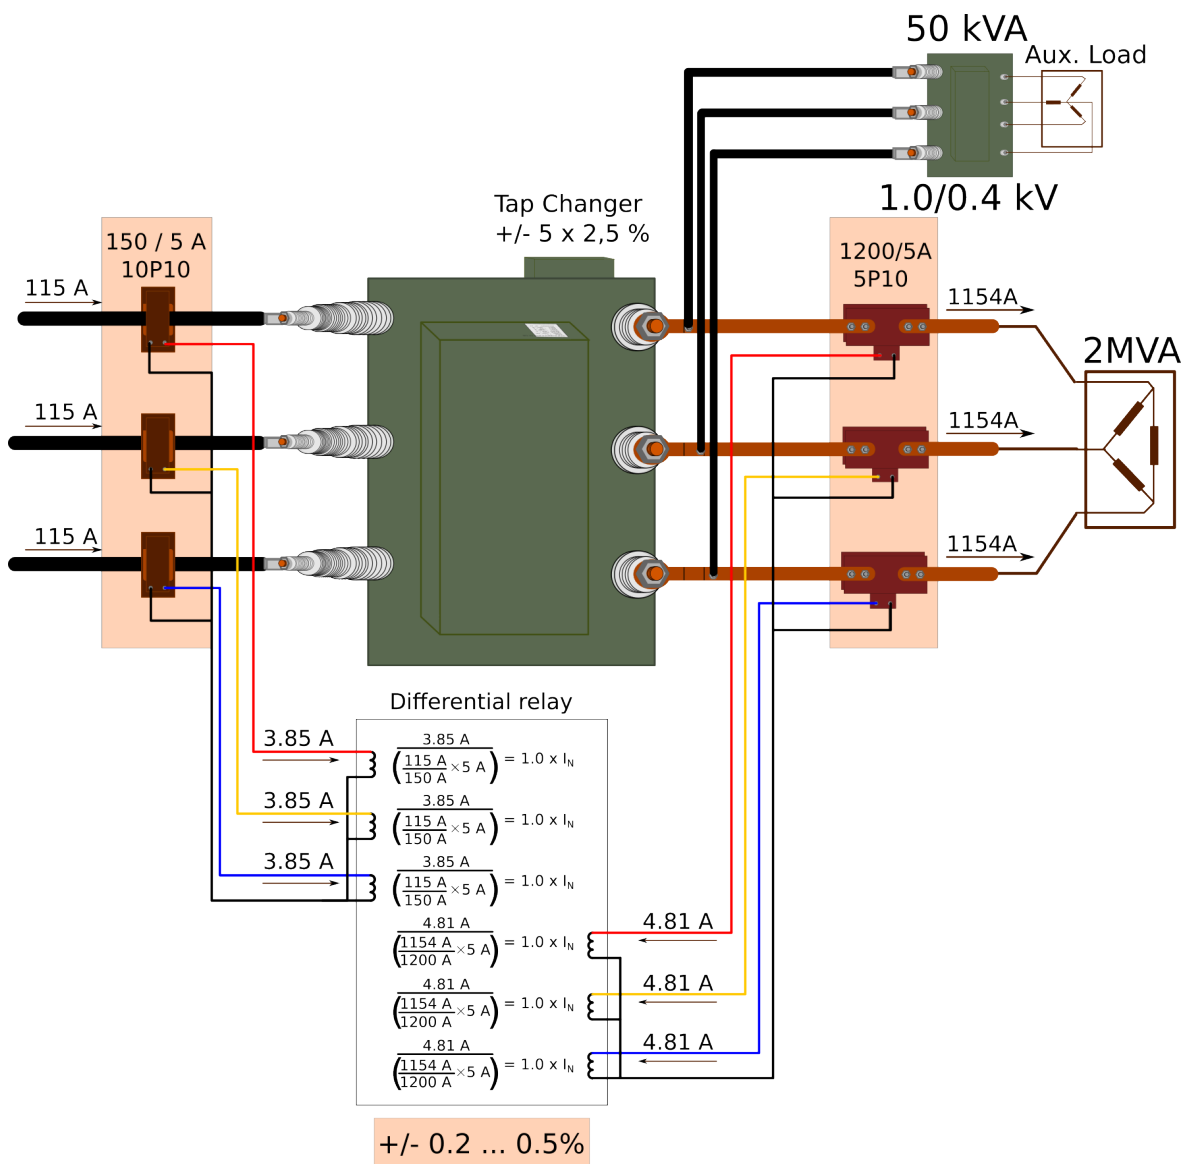 50 kVA
Aux. Load
1.0/0.4 kV
Tap Changer
+/- 5 x 2,5 %
150 / 5 A
10P10
1200/5A
5P10
115 A
115 A
115 A
1154A
1154A
1154A
2MVA
Differential relay
3.85 A
3.85 A
3.85 A
3.85 A
(115 A
150 A
×5 A) = 1.0 x IN
3.85 A
(115 A
150 A
×5 A) = 1.0 x IN
3.85 A
(115 A
150 A
×5 A) = 1.0 x IN
4.81 A
(1154 A
1200 A
×5 A) = 1.0 x IN
4.81 A
(1154 A
1200 A
×5 A) = 1.0 x IN
4.81 A
(1154 A
1200 A
×5 A) = 1.0 x IN
4.81 A
4.81 A
4.81 A
+/- 0.2 ... 0.5%